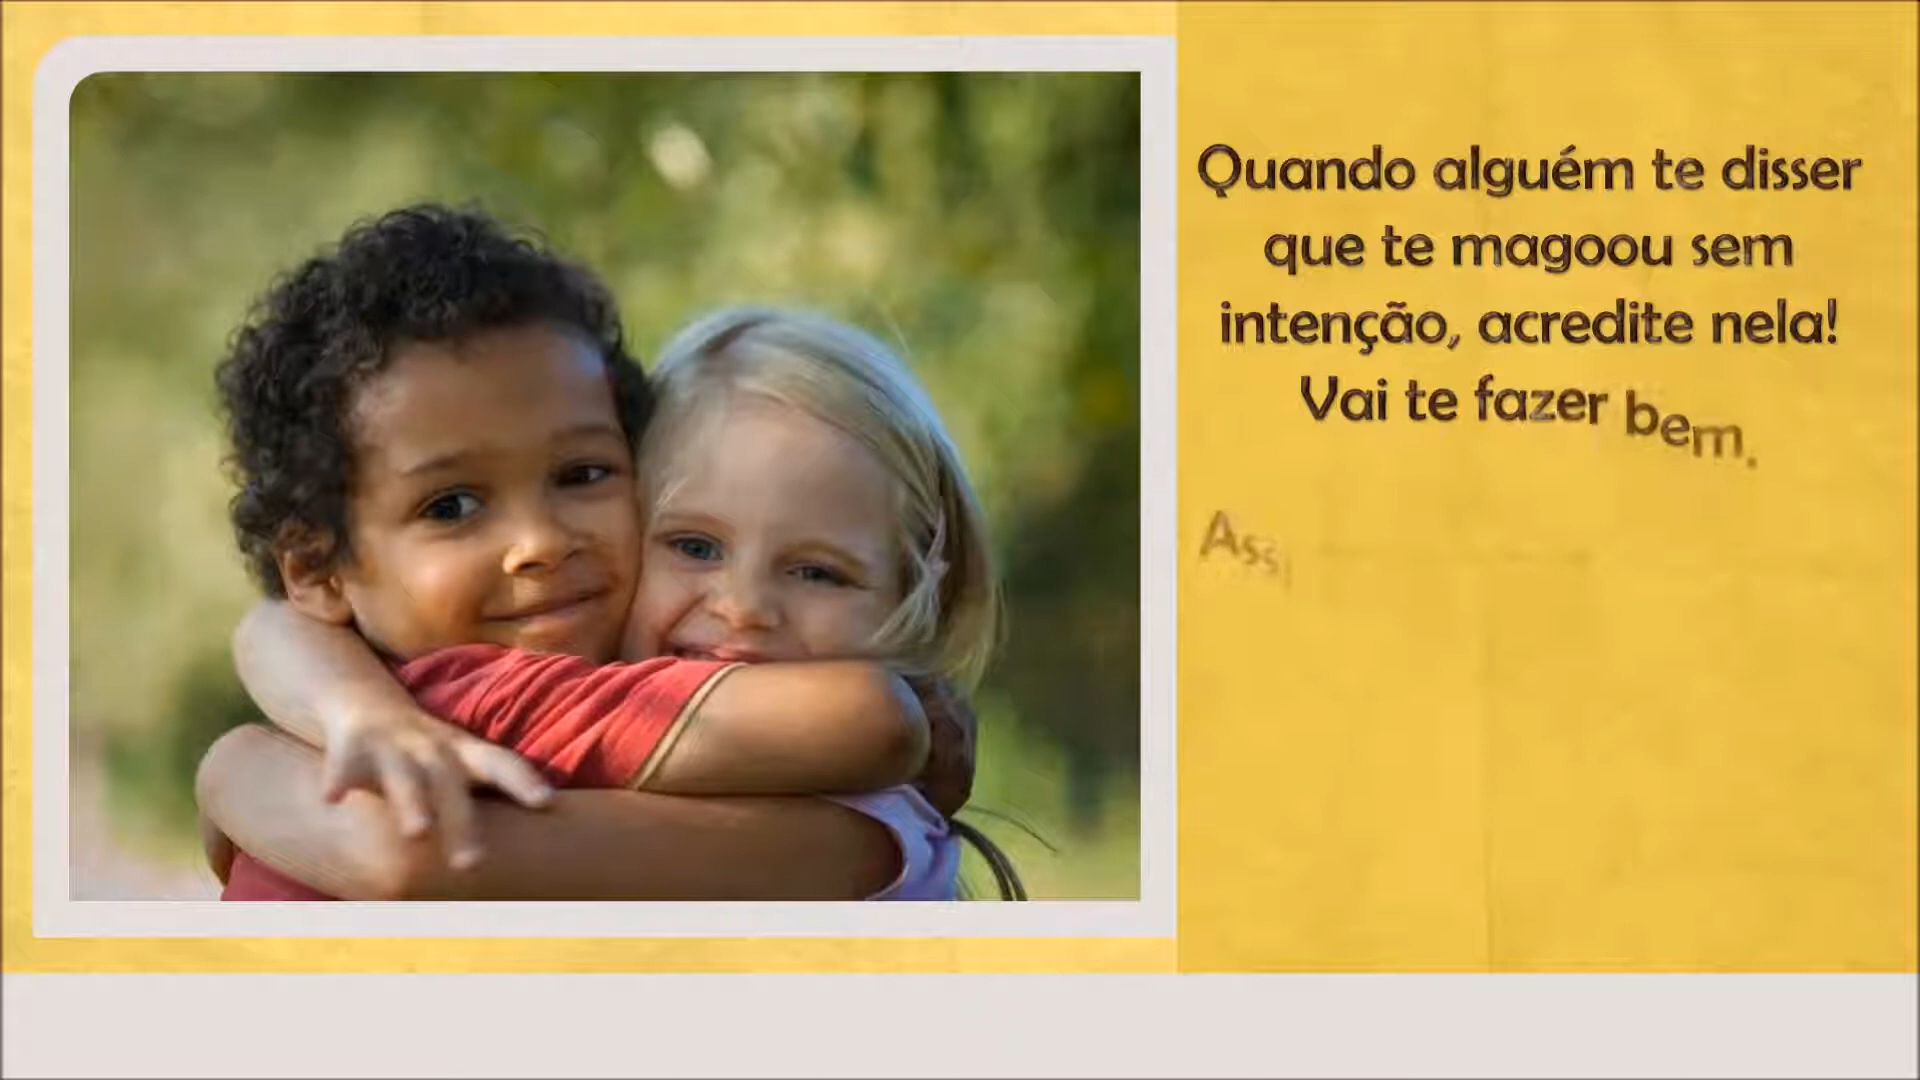 Quando alguém te disser
que te magoou sem
intenção, acredite nela!
Vai te fazer bem.